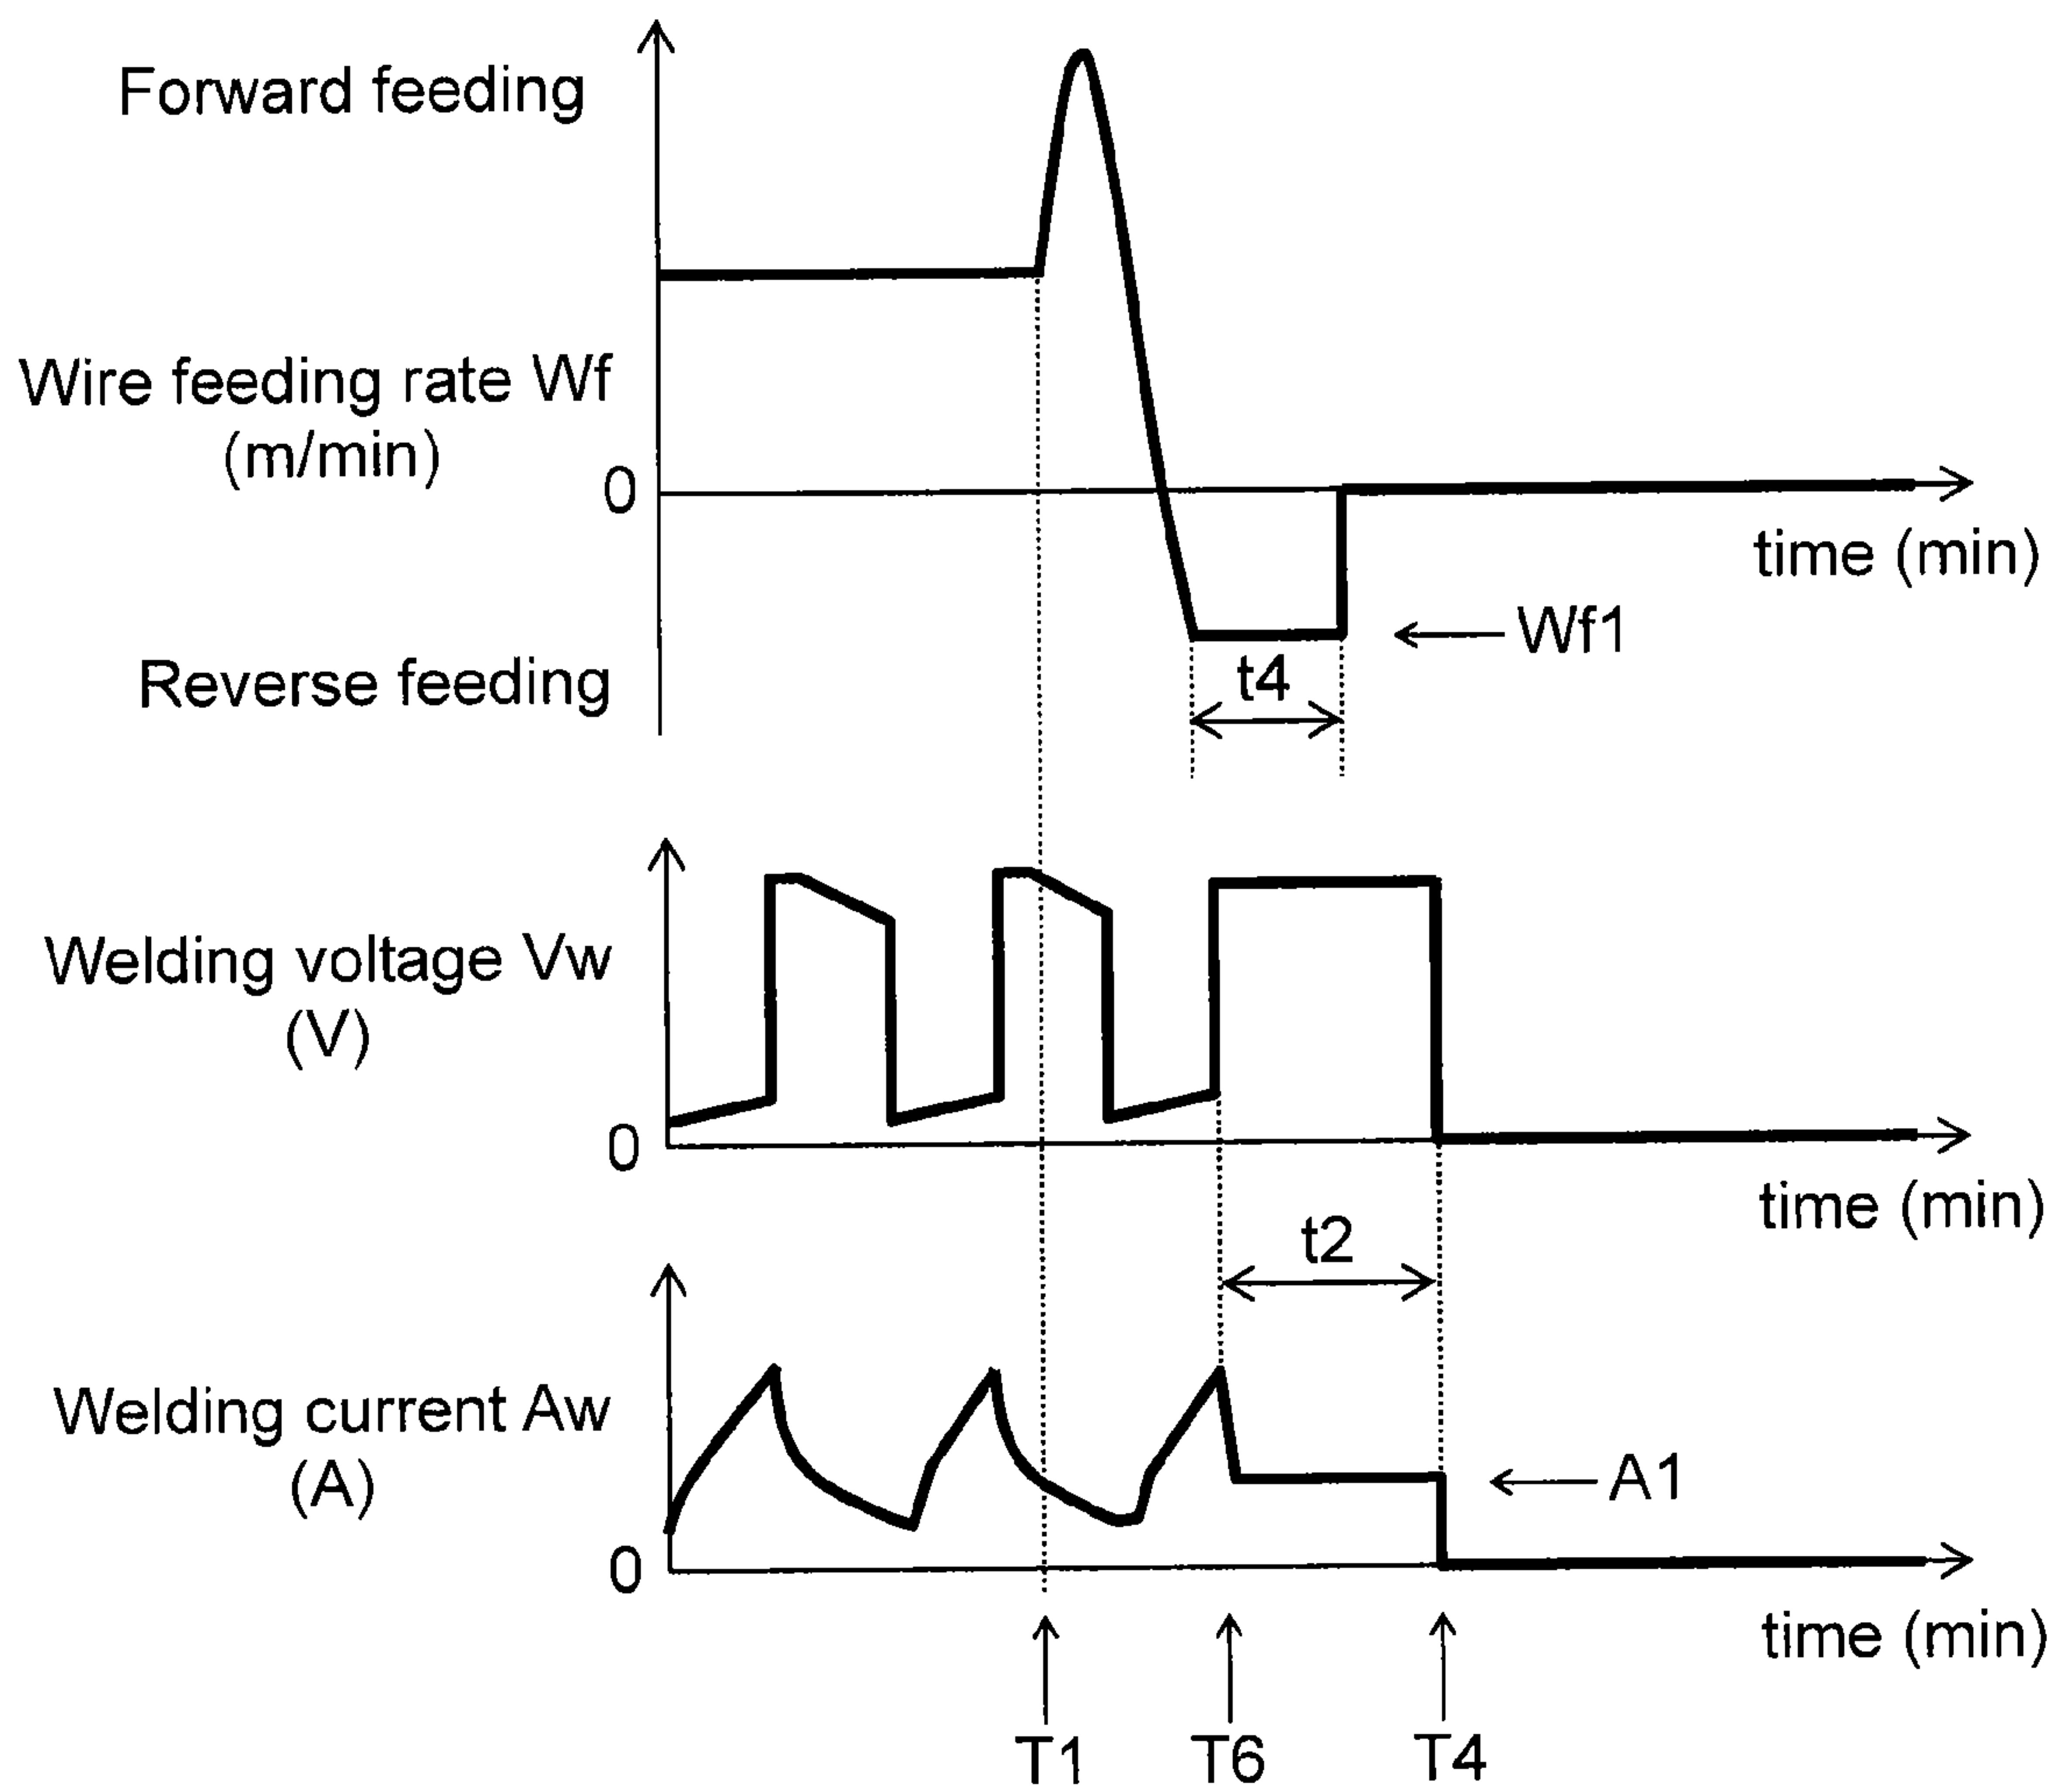 Forward feeding
Wire feeding rate Wf
(m/min)
0
time (min)
Wf1
Reverse feeding
t4
Welding voltage Vw
(V)
0
time (min)
t2
Welding current Aw
(A)
A1
0
time (min)
T1
T6
T4